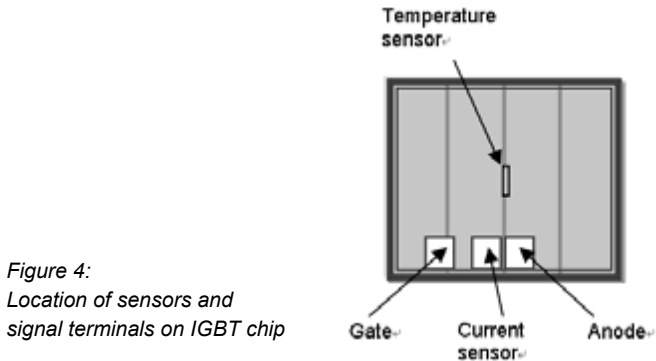 Temperature
sensor
Figure 4:
Location of sensors and
signal terminals on IGBT chip
Gate
Current
sensor
Anode